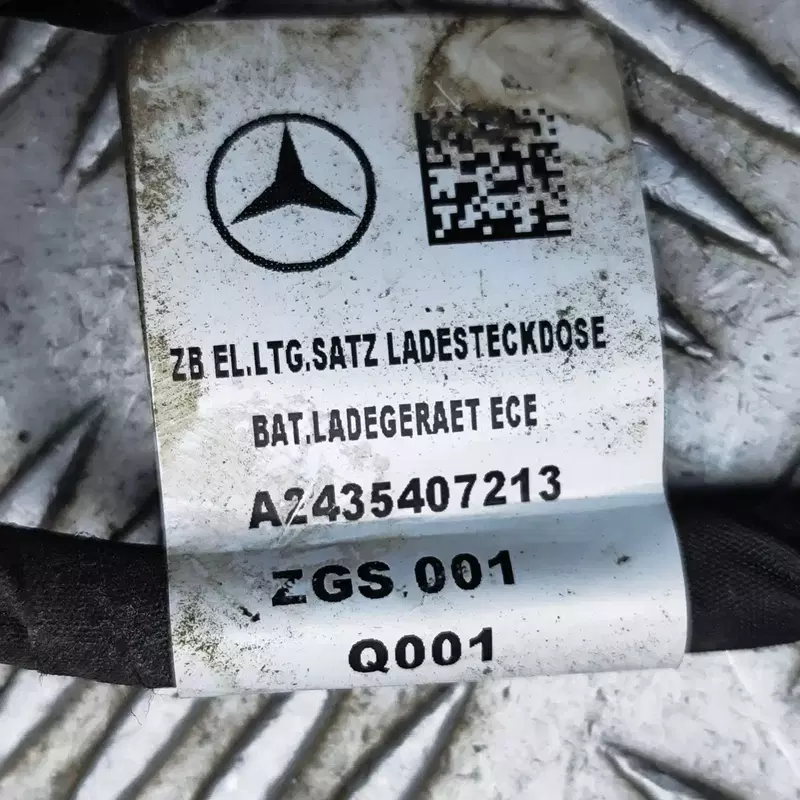 ZB EL.LTG.SATZ LADESTECKDOSE
BAT.LADEGERAET ECE
A2435407213
ZGS 001
Q001